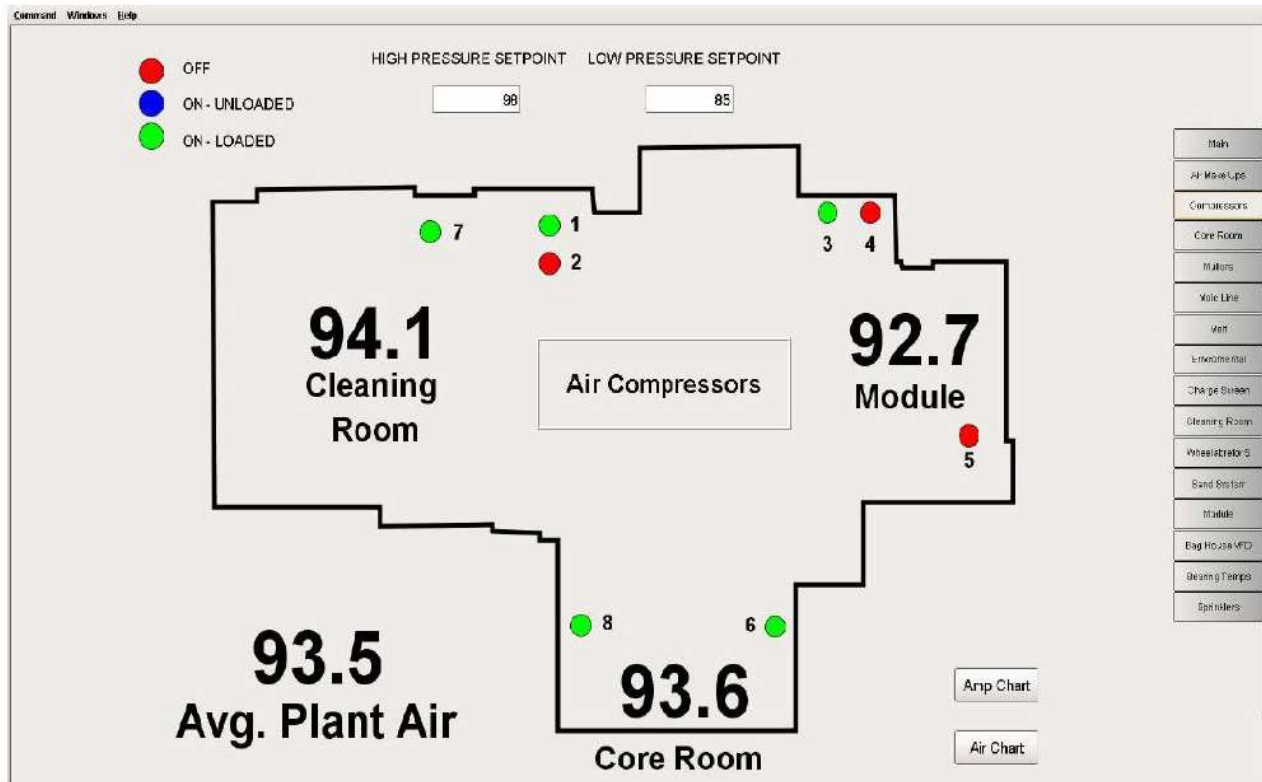 Command Windows Help
OFF
ON - UNLOADED
ON - LOADED
HIGH PRESSURE SETPOINT
98
LOW PRESSURE SETPOINT
85
7
1
2
3
4
94.1
Cleaning
Room
Air Compressors
92.7
Module
5
8
6
93.5
Avg. Plant Air
93.6
Core Room
Amp Chart
Air Chart
Main
Air Make Ups
Compressors
Core Room
Mold Line
Melt
Charge Screen
Cleaning Room
Sand System
Module
Bag House VFD
Bearing Temps
Sprinklers